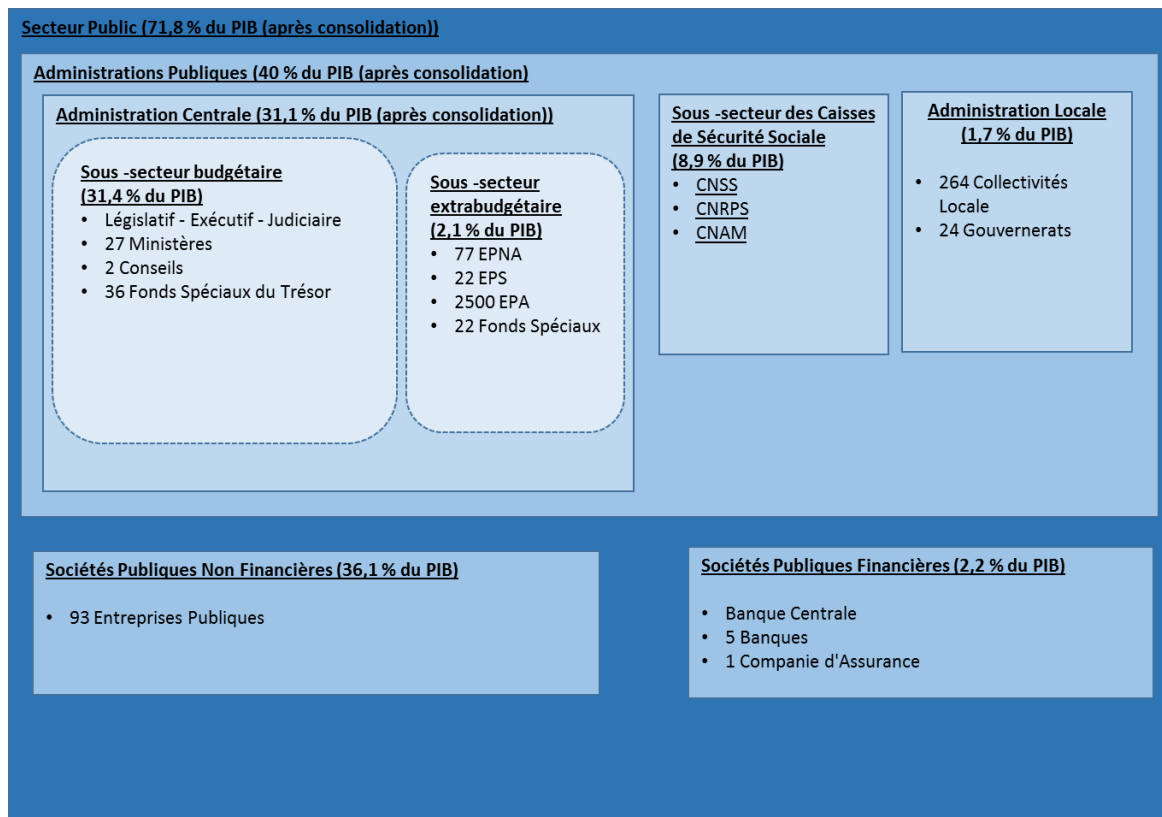 Secteur Public (71,8 % du PIB (après consolidation))
Administrations Publiques (40 % du PIB (après consolidation)
Administration Centrale (31,1 % du PIB (après consolidation))
Sous -secteur budgétaire
(31,4 % du PIB)
• Législatif - Exécutif - Judiciaire
• 27 Ministères
• 2 Conseils
• 36 Fonds Spéciaux du Trésor
Sous -secteur
extrabudgétaire
(2,1 % du PIB)
• 77 EPNA
• 22 EPS
• 2500 EPA
• 22 Fonds Spéciaux
Sous -secteur des Caisses
de Sécurité Sociale
(8,9 % du PIB)
• CNSS
• CNRPS
• CNAM
Administration Locale
(1,7 % du PIB)
• 264 Collectivités
Locale
• 24 Gouvernerats
Sociétés Publiques Non Financières (36,1 % du PIB)
• 93 Entreprises Publiques
Sociétés Publiques Financières (2,2 % du PIB)
• Banque Centrale
• 5 Banques
• 1 Companie d'Assurance